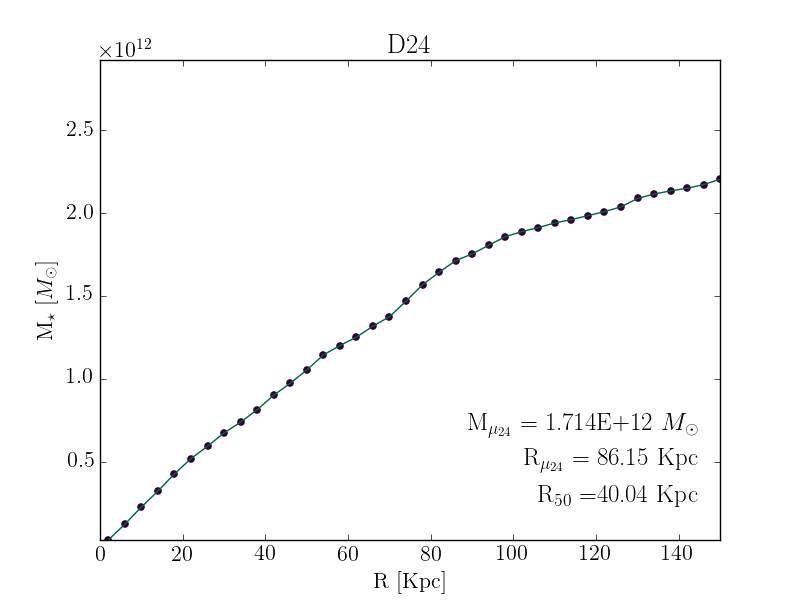 D24
×10¹²
2.5
2.0
1.5
1.0
0.5
M⋆ [M⊙]
M_μ₂₄ = 1.714E+12 M⊙
R_μ₂₄ = 86.15 Kpc
R₅₀ =40.04 Kpc
0 20 40 60 80 100 120 140
R [Kpc]